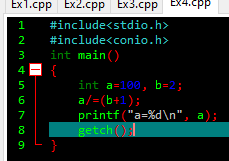 Ex1.cpp Ex2.cpp Ex3.cpp Ex4.cpp
1 #include<stdio.h>
2 #include<conio.h>
3 int main()
4 {
5 int a=100, b=2;
6 a/=(b+1);
7 printf("a=%d\n", a);
8 getch();
9 }